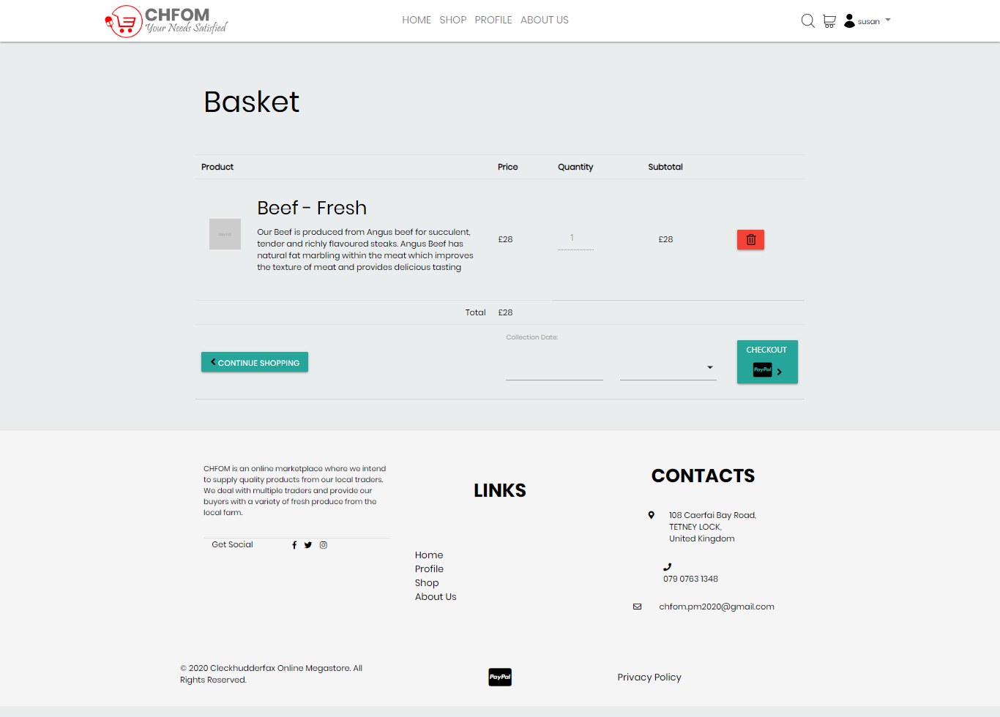 CHFOM
Your Needs Satisfied
HOME SHOP PROFILE ABOUT US
susan
Basket
Product Price Quantity Subtotal
Beef - Fresh
Our Beef is produced from Angus beef for succulent,
tender and richly flavoured steaks. Angus Beef has
natural fat marbling within the meat which improves
the texture of meat and provides delicious tasting
£28 1 £28
Total £28
Collection Date:
CONTINUE SHOPPING
CHECKOUT
PayPal
CHFOM is an online marketplace where we intend
to supply quality products from our local traders.
We deal with multiple traders and provide our
buyers with a variety of fresh produce from the
local farm.
Get Social
LINKS
Home
Profile
Shop
About Us
CONTACTS
108 Caerfai Bay Road,
TETNEY LOCK,
United Kingdom
079 0763 1348
chfom.pm2020@gmail.com
© 2020 Cleckhudderfax Online Megastore. All
Rights Reserved.
PayPal
Privacy Policy